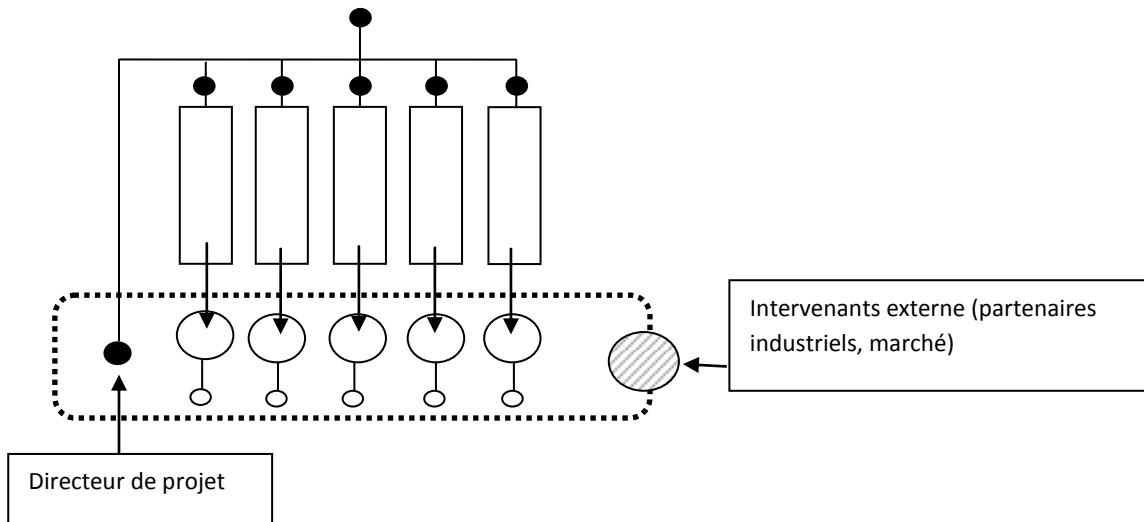 Intervenants externe (partenaires
industriels, marché)
Directeur de projet